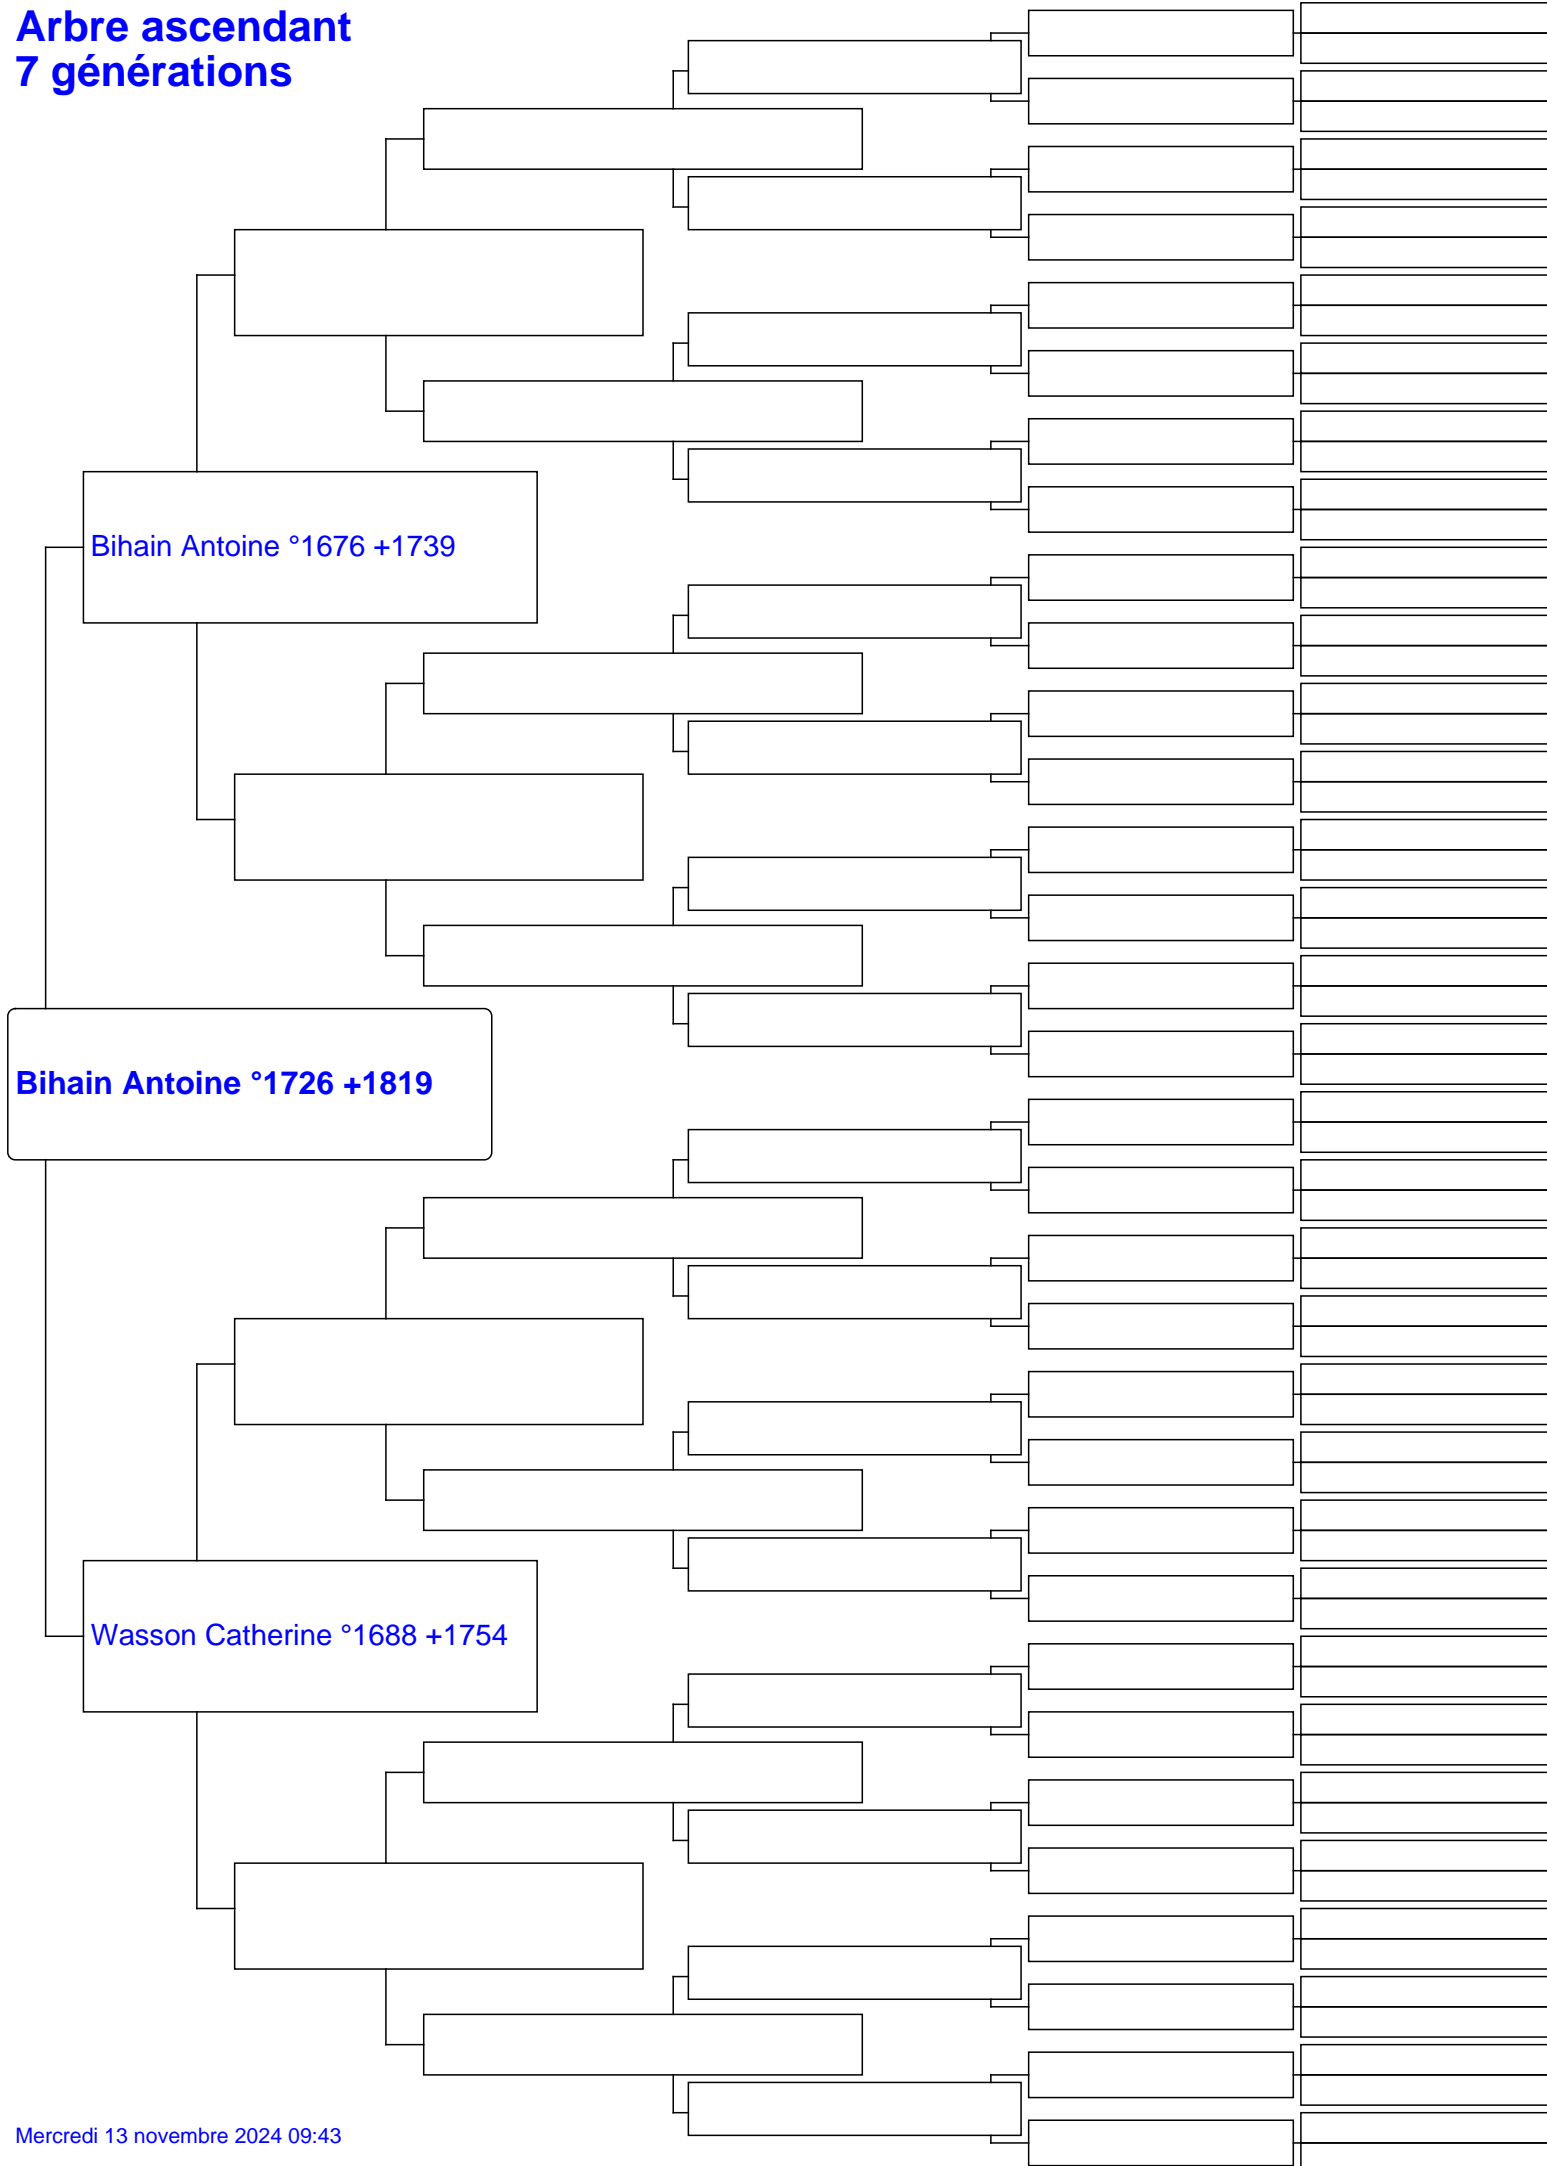 Arbre ascendant
7 générations
Bihain Antoine °1676 +1739
Bihain Antoine °1726 +1819
Wasson Catherine °1688 +1754
Mercredi 13 novembre 2024 09:43